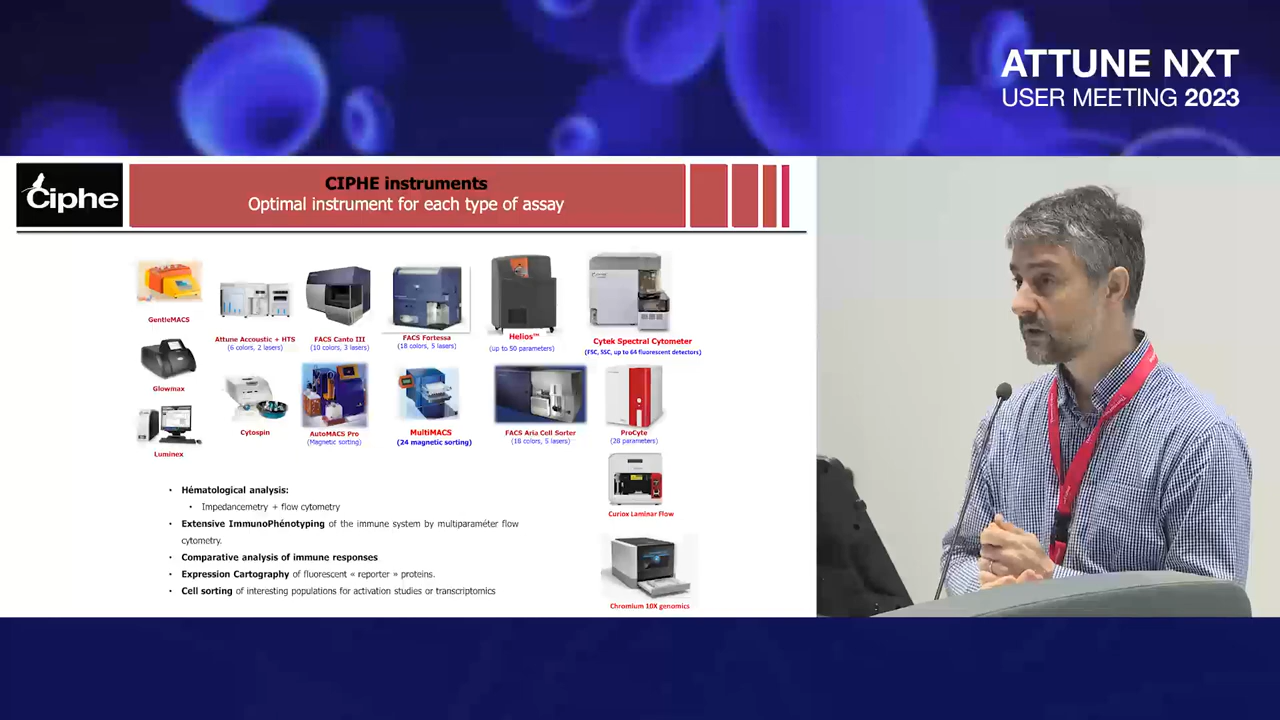 ATTUNE NXT
USER MEETING 2023
Ciphe
CIPHE instruments
Optimal instrument for each type of assay
GentleMACS
Attune Accoustic + HTS
(6 colors, 2 lasers)
FACS Canto III
(10 colors, 3 lasers)
FACS Fortessa
(18 colors, 5 lasers)
Helios™
(up to 50 parameters)
Cytek Spectral Cytometer
(FSC, SSC, up to 64 fluorescent detectors)
Glowmax
Luminex
Cytospin
AutoMACS Pro
(Magnetic sorting)
MultiMACS
(24 magnetic sorting)
FACS Aria Cell Sorter
(18 colors, 5 lasers)
ProCyte
(28 parameters)
Curiox Laminar Flow
Chromium 10X genomics
• Hématological analysis:
• Impedancemetry + flow cytometry
• Extensive ImmunoPhénotyping of the immune system by multiparaméter flow
cytometry.
• Comparative analysis of immune responses
• Expression Cartography of fluorescent « reporter » proteins.
• Cell sorting of interesting populations for activation studies or transcriptomics